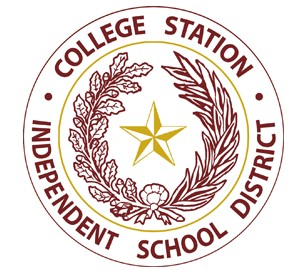 COLLEGE STATION
INDEPENDENT SCHOOL DISTRICT